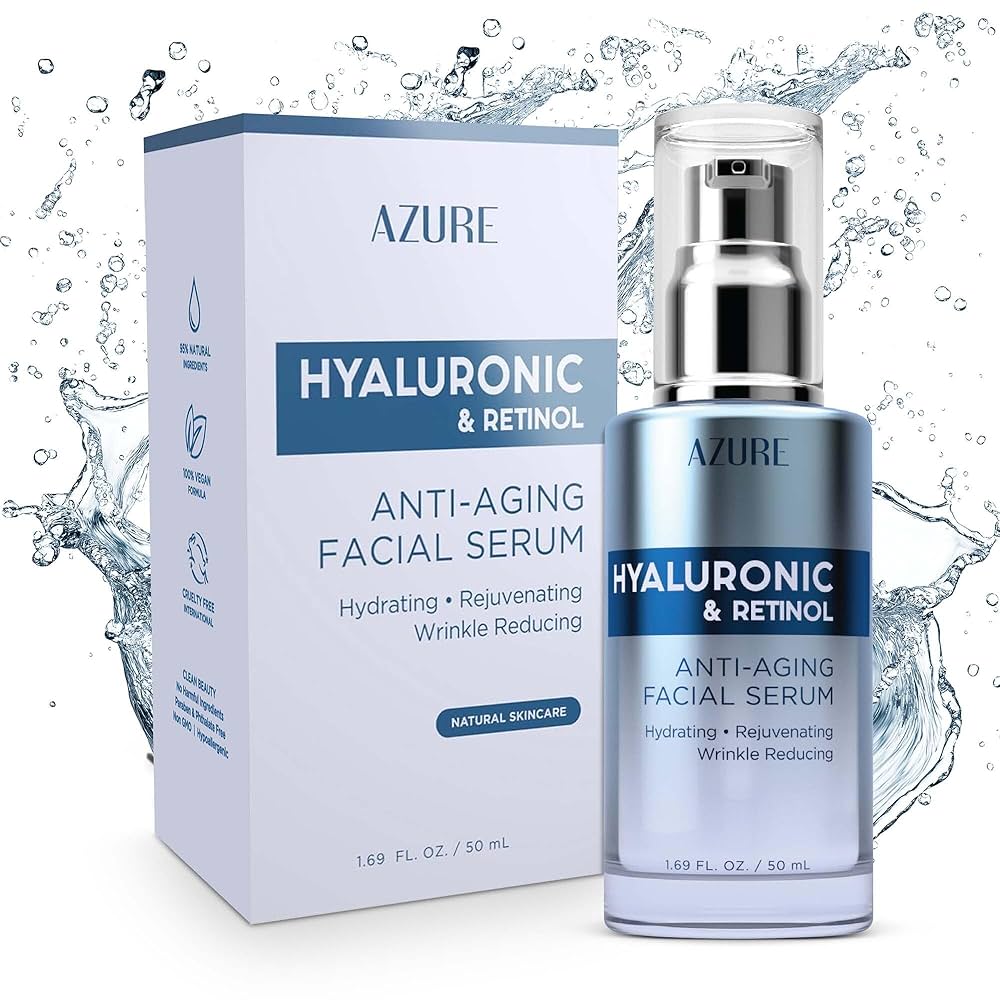 AZURE
HYALURONIC
& RETINOL
ANTI-AGING
FACIAL SERUM
Hydrating • Rejuvenating
Wrinkle Reducing
NATURAL SKINCARE
1.69 FL. OZ. / 50 mL
95% NATURAL
INGREDIENTS
100% VEGAN
FORMULA
CRUELTY FREE
INTERNATIONAL
CLEAN BEAUTY
No Harmful Ingredients
Paraben & Phthalate Free
Non GMO | Hypoallergenic
AZURE
HYALURONIC
& RETINOL
ANTI-AGING
FACIAL SERUM
Hydrating • Rejuvenating
Wrinkle Reducing
1.69 FL. OZ. / 50 mL